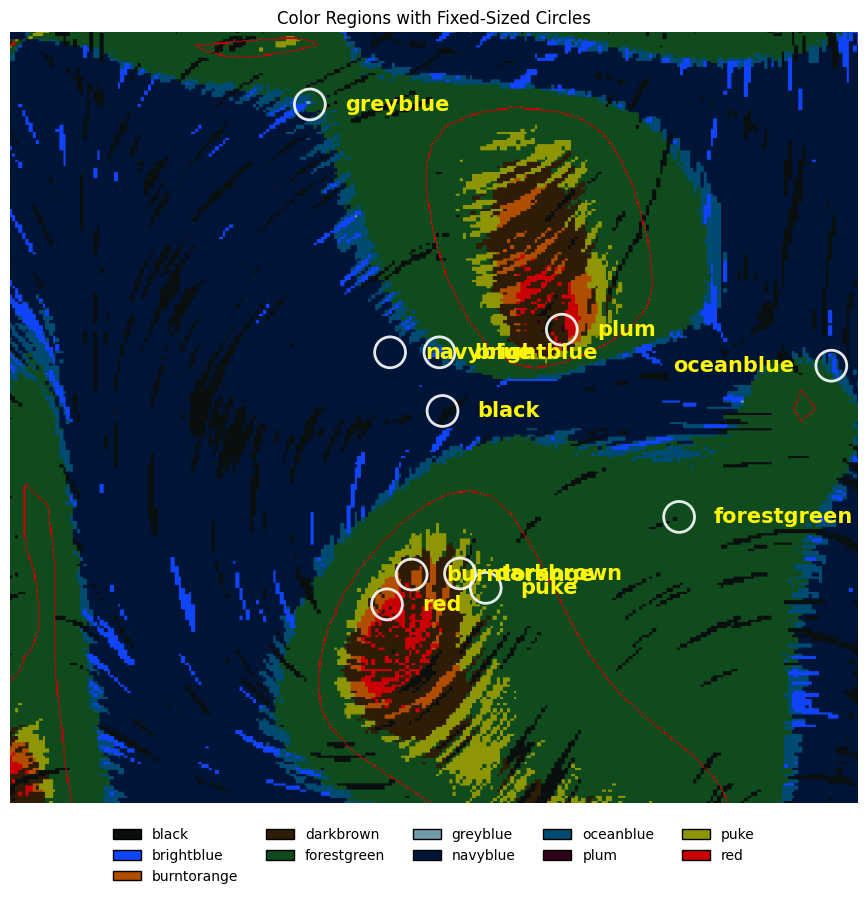 Color Regions with Fixed-Sized Circles
greyblue
plum
navyblue
brightblue
oceanblue
black
forestgreen
burntorange
darkbrown
puke
red
black
darkbrown
greyblue
oceanblue
puke
brightblue
forestgreen
navyblue
plum
red
burntorange